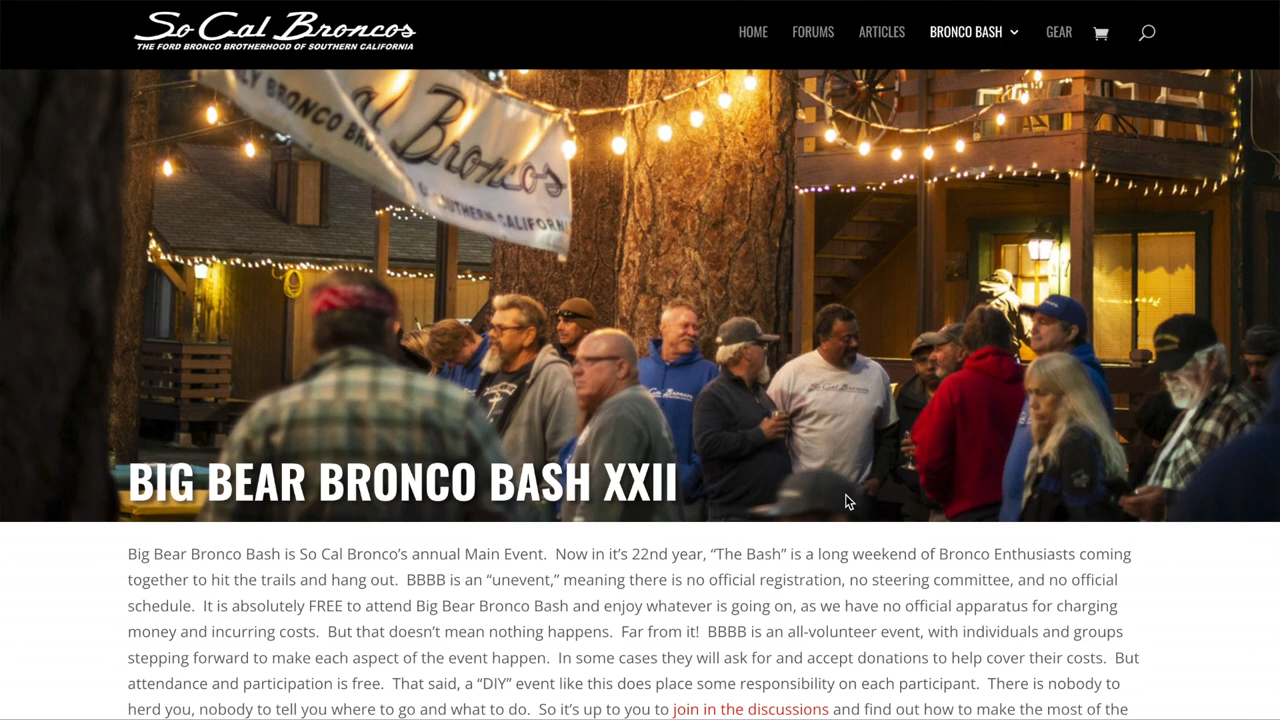 So Cal Broncos
THE FORD BRONCO BROTHERHOOD OF SOUTHERN CALIFORNIA
HOME FORUMS ARTICLES BRONCO BASH GEAR
Broncos
BRONCO
SOUTHERN CALIFORN
So Cal Broncos
BIG BEAR BRONCO BASH XXII
Big Bear Bronco Bash is So Cal Bronco’s annual Main Event.  Now in it’s 22nd year, “The Bash” is a long weekend of Bronco Enthusiasts coming
together to hit the trails and hang out.  BBBB is an “unevent,” meaning there is no official registration, no steering committee, and no official
schedule.  It is absolutely FREE to attend Big Bear Bronco Bash and enjoy whatever is going on, as we have no official apparatus for charging
money and incurring costs.  But that doesn’t mean nothing happens.  Far from it!  BBBB is an all-volunteer event, with individuals and groups
stepping forward to make each aspect of the event happen.  In some cases they will ask for and accept donations to help cover their costs.  But
attendance and participation is free.  That said, a “DIY” event like this does place some responsibility on each participant.  There is nobody to
herd you, nobody to tell you where to go and what to do.  So it’s up to you to join in the discussions and find out how to make the most of the